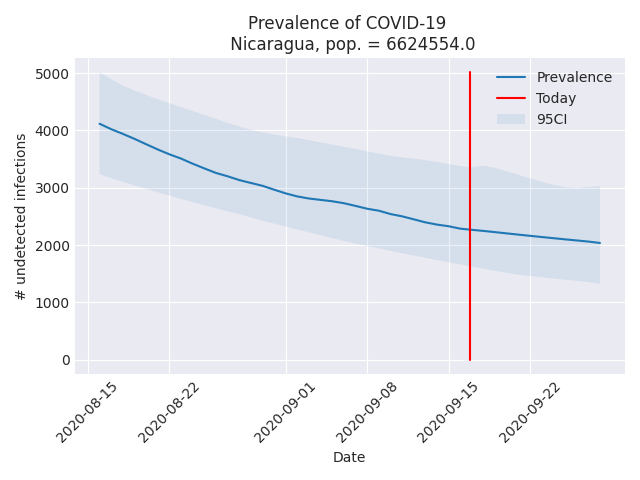 Prevalence of COVID-19
Nicaragua, pop. = 6624554.0
Prevalence
Today
95CI
5000
4000
3000
2000
1000
0
# undetected infections
2020-08-15
2020-08-22
2020-09-01
2020-09-08
2020-09-15
2020-09-22
Date